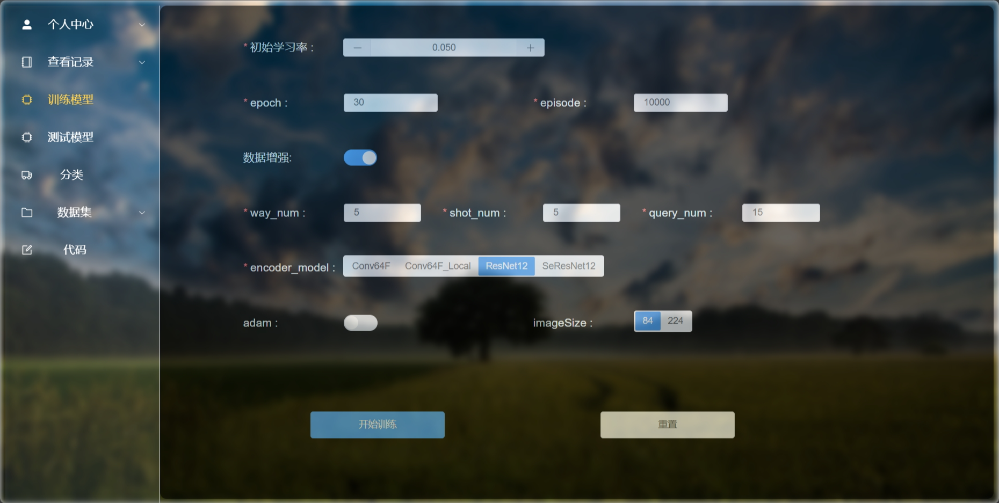 个人中心
查看记录
训练模型
测试模型
分类
数据集
代码
* 初始学习率 : 0.050
* epoch : 30 * episode : 10000
数据增强:
* way_num : 5 * shot_num : 5 * query_num : 15
* encoder_model : Conv64F Conv64F_Local ResNet12 SeResNet12
adam : imageSize : 84 224
开始训练 重置